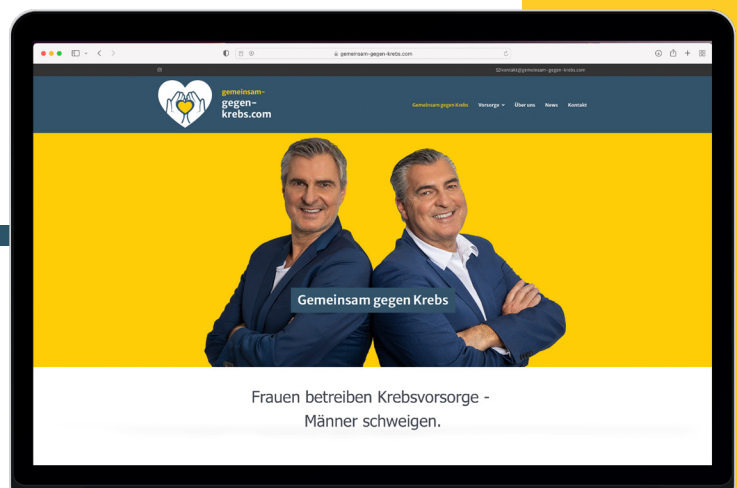 gemeinsam-gegen-krebs.com
kontakt@gemeinsam-gegen-krebs.com
gemeinsam-
gegen-
krebs.com
Gemeinsam gegen Krebs Vorsorge Über uns News Kontakt
Gemeinsam gegen Krebs
Frauen betreiben Krebsvorsorge -
Männer schweigen.